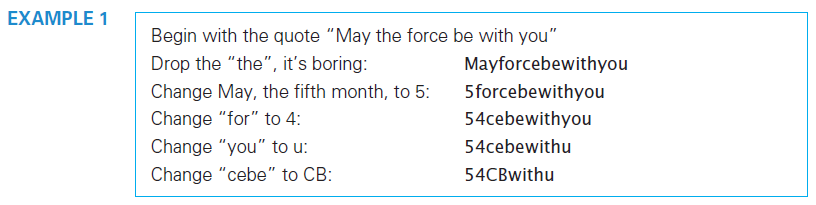 EXAMPLE 1
Begin with the quote “May the force be with you”
Drop the “the”, it’s boring: Mayforcebewithyou
Change May, the fifth month, to 5: 5forcebewithyou
Change “for” to 4: 54cebewithyou
Change “you” to u: 54cebewithu
Change “cebe” to CB: 54CBwithu